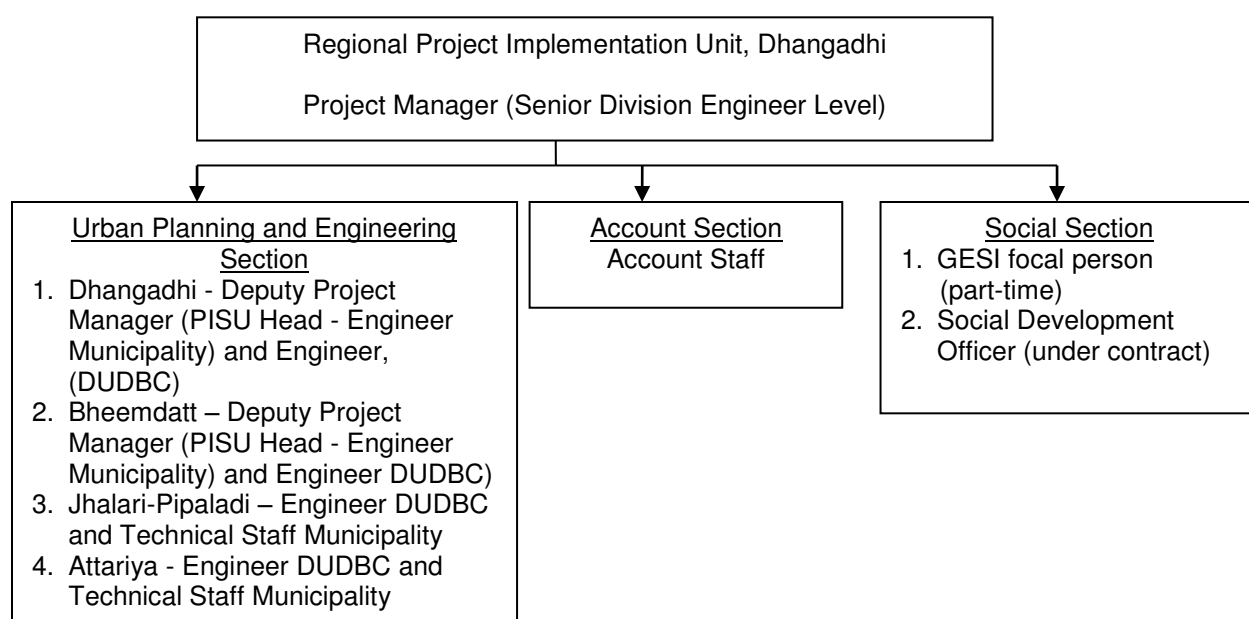 Regional Project Implementation Unit, Dhangadhi
Project Manager (Senior Division Engineer Level)
Urban Planning and Engineering
Section
1. Dhangadhi - Deputy Project
Manager (PISU Head - Engineer
Municipality) and Engineer,
(DUDBC)
2. Bheemdatt – Deputy Project
Manager (PISU Head - Engineer
Municipality) and Engineer DUDBC)
3. Jhalari-Pipaladi – Engineer DUDBC
and Technical Staff Municipality
4. Attariya - Engineer DUDBC and
Technical Staff Municipality
Account Section
Account Staff
Social Section
1. GESI focal person
(part-time)
2. Social Development
Officer (under contract)